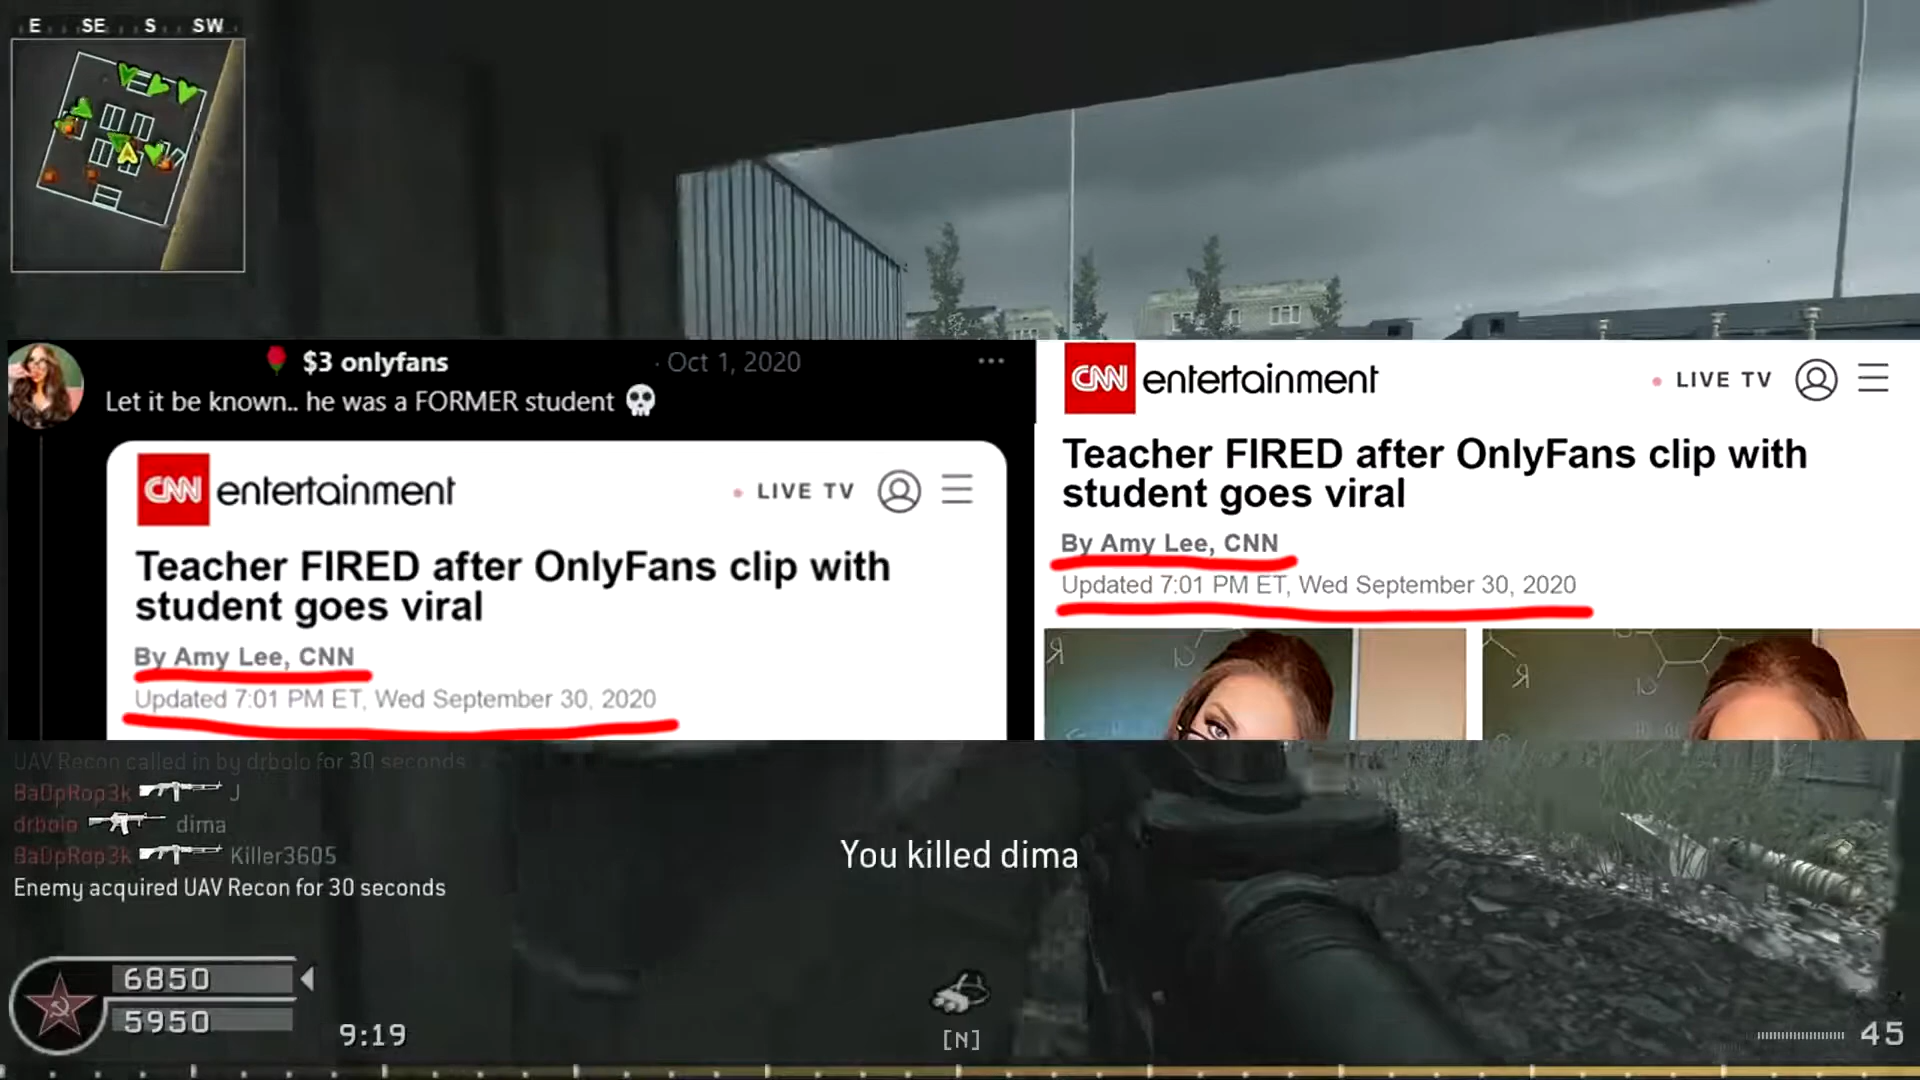 E SE S SW
$3 onlyfans · Oct 1, 2020 ...
Let it be known.. he was a FORMER student
CNN entertainment LIVE TV
Teacher FIRED after OnlyFans clip with
student goes viral
By Amy Lee, CNN
Updated 7:01 PM ET, Wed September 30, 2020
CNN entertainment LIVE TV
Teacher FIRED after OnlyFans clip with
student goes viral
By Amy Lee, CNN
Updated 7:01 PM ET, Wed September 30, 2020
R Cl
R Cl
UAV Recon called in by drbolo for 30 seconds
BaDpRop3k J
drbolo dima
BaDpRop3k Killer3605
Enemy acquired UAV Recon for 30 seconds
You killed dima
6850
5950
9:19
[N]
45